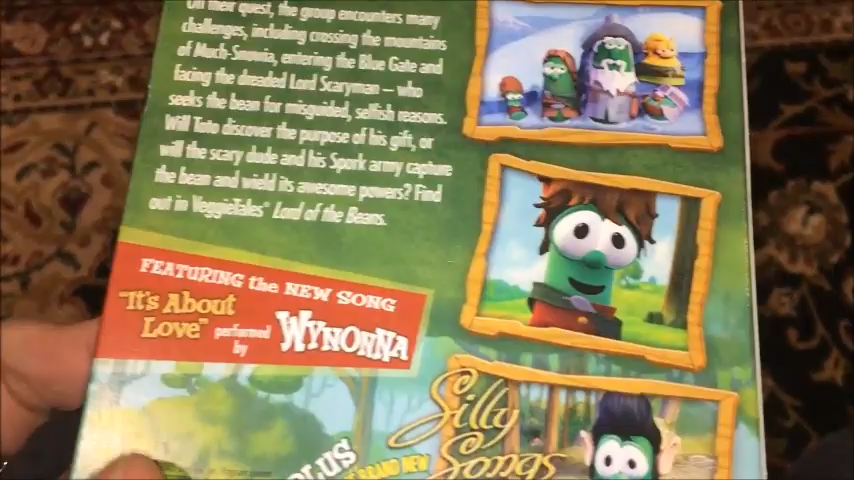 On their quest, the group encounters many
challenges, including crossing the mountains
of Much-Snowia, entering the Blue Gate and
facing the dreaded Lord Scaryman – who
seeks the bean for misguided, selfish reasons.
Will Toto discover the purpose of his gift, or
will the scary dude and his Spork army capture
the bean and wield its awesome powers? Find
out in VeggieTales® Lord of the Beans.
FEATURING the NEW SONG
"It's About
Love"
performed
by
WYNONNA
PLUS
BRAND NEW
Silly
Songs